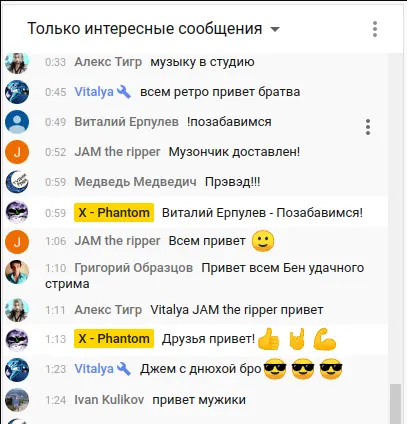 Только интересные сообщения
0:33 Алекс Тигр музыку в студию
0:45 Vitalya всем ретро привет братва
0:49 Виталий Ерпулев !позабавимся
0:52 JAM the ripper Музончик доставлен!
0:59 Медведь Медведич Прэвэд!!!
0:59 X - Phantom Виталий Ерпулев - Позабавимся!
1:06 JAM the ripper Всем привет 🙂
1:10 Григорий Образцов Привет всем Бен удачного
стрима
1:11 Алекс Тигр Vitalya JAM the ripper привет
1:13 X - Phantom Друзья привет!👍🤘💪
1:23 Vitalya Джем с днюхой бро😎😎😎
1:24 Ivan Kulikov привет мужики